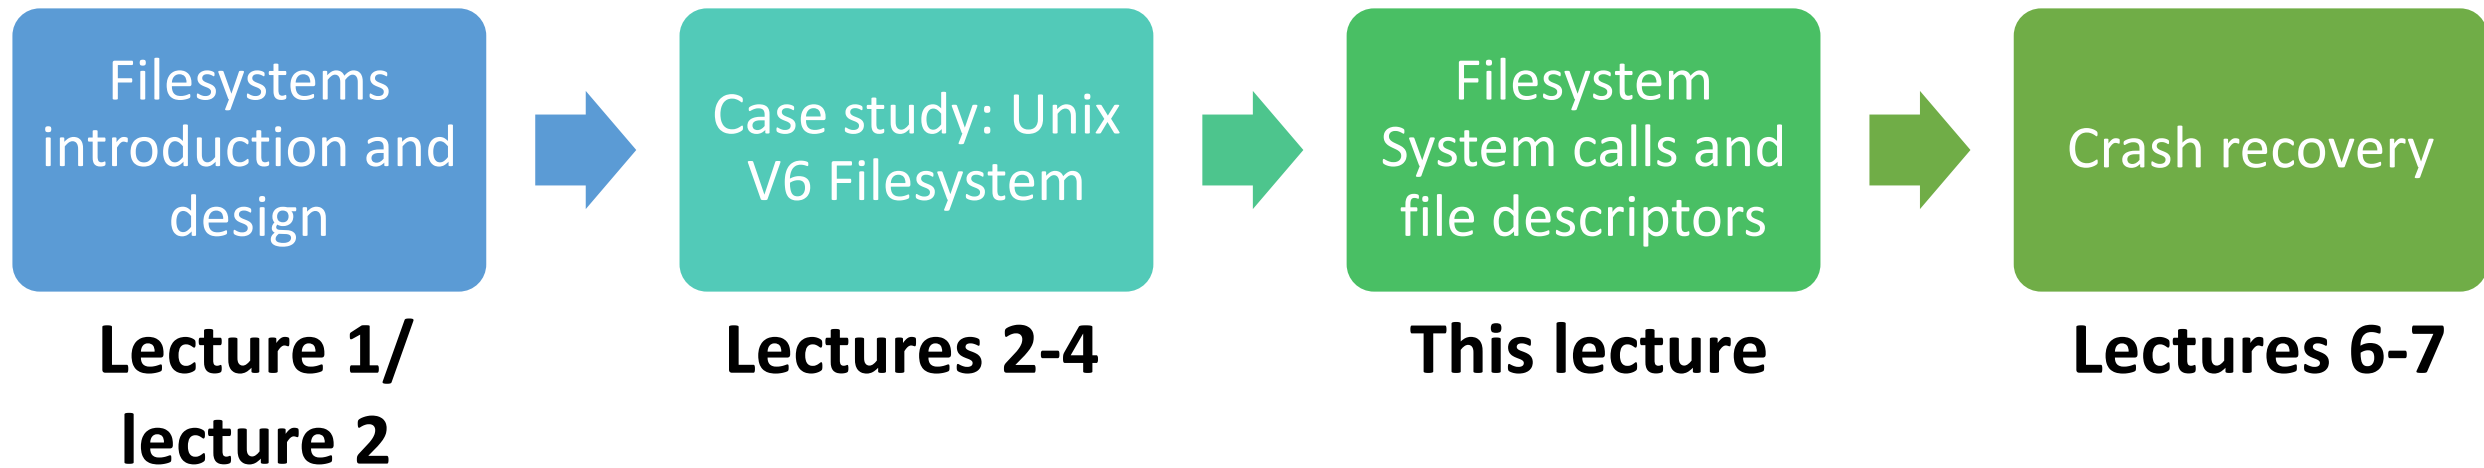 Filesystems
introduction and
design
Lecture 1/
lecture 2
Case study: Unix
V6 Filesystem
Lectures 2-4
Filesystem
System calls and
file descriptors
This lecture
Crash recovery
Lectures 6-7